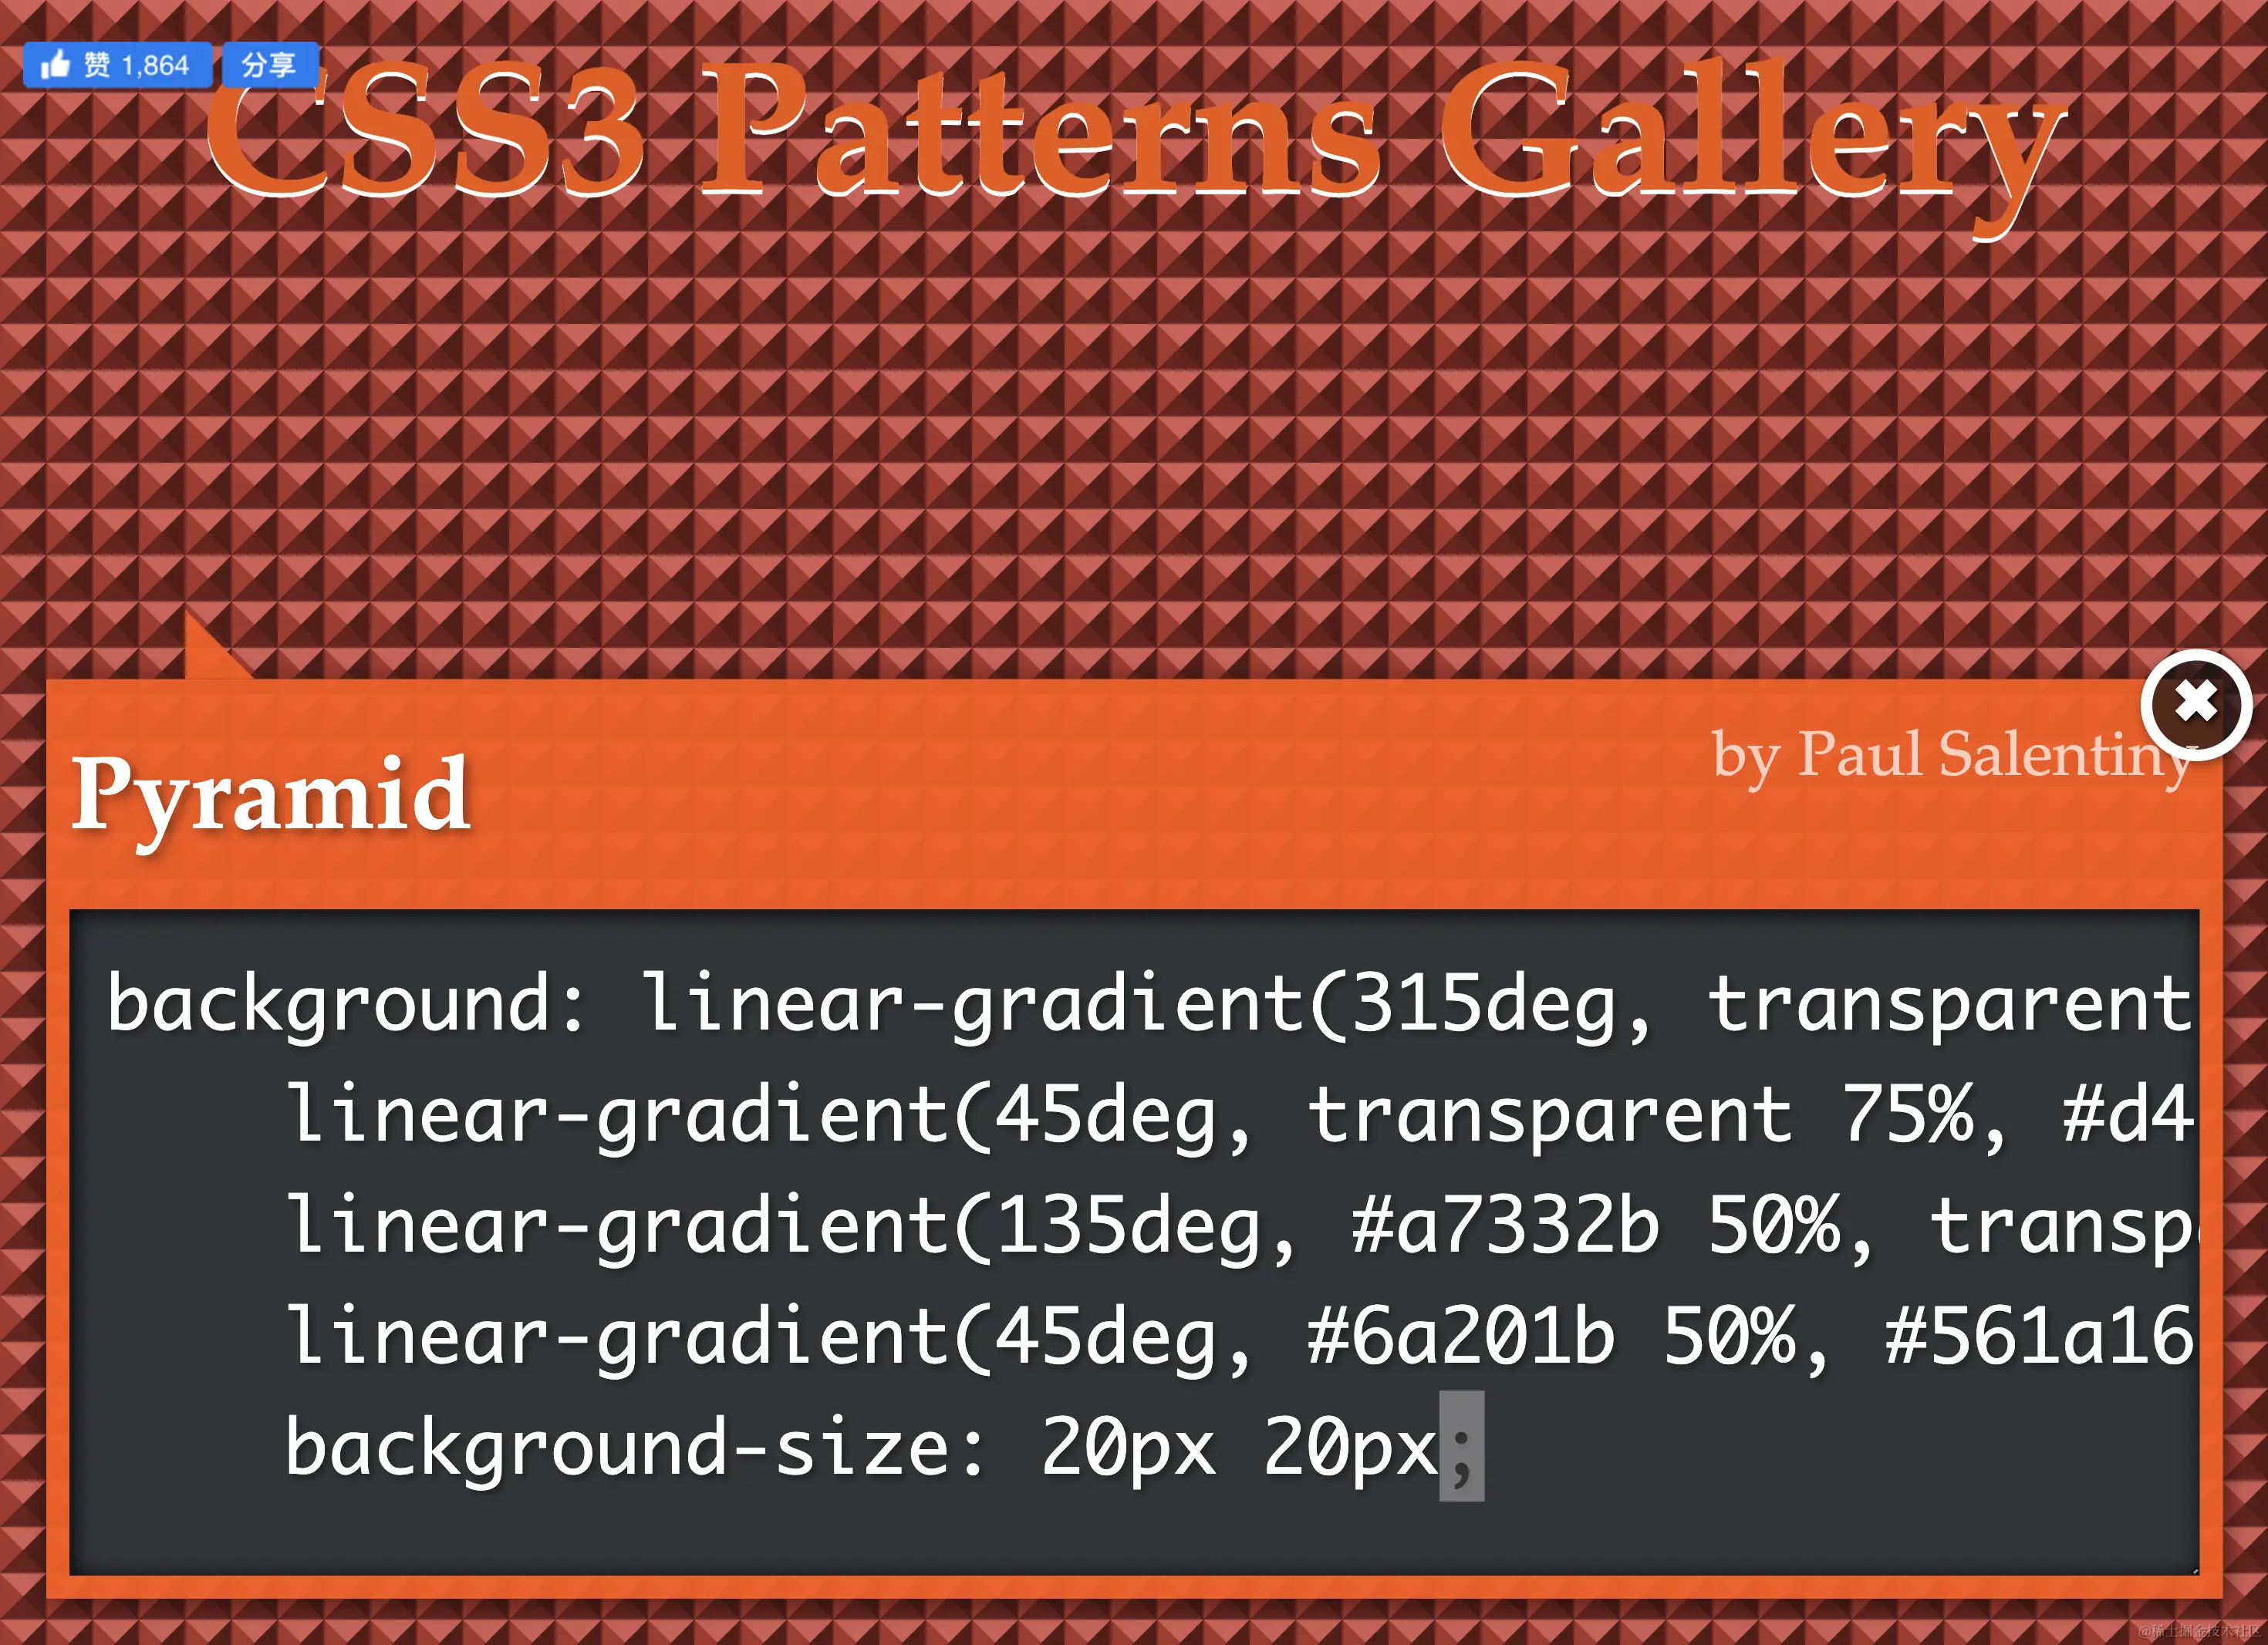 赞 1,864 分享
CSS3 Patterns Gallery
by Paul Salentiny
Pyramid
background: linear-gradient(315deg, transparent
linear-gradient(45deg, transparent 75%, #d4
linear-gradient(135deg, #a7332b 50%, transp
linear-gradient(45deg, #6a201b 50%, #561a16
background-size: 20px 20px;
@稀土掘金技术社区